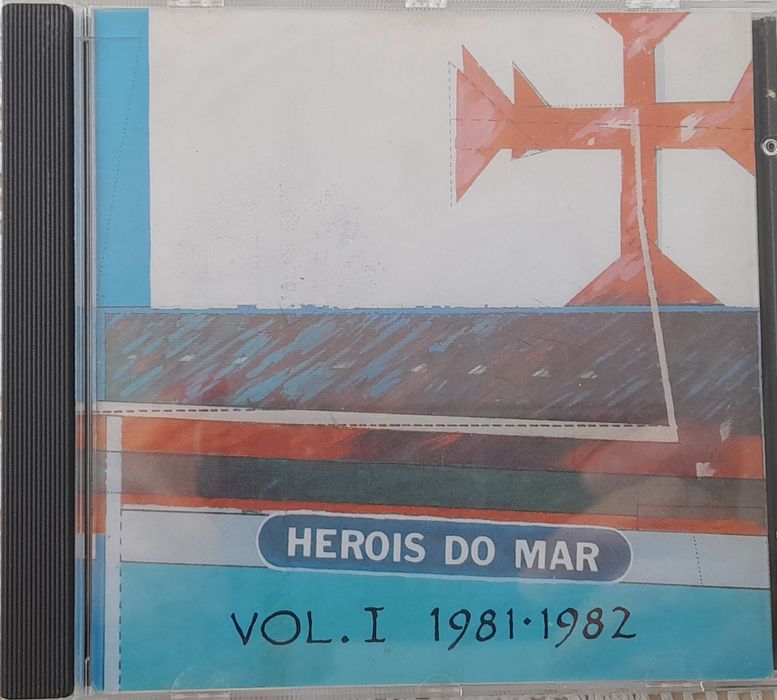 HEROIS DO MAR
VOL. I 1981·1982